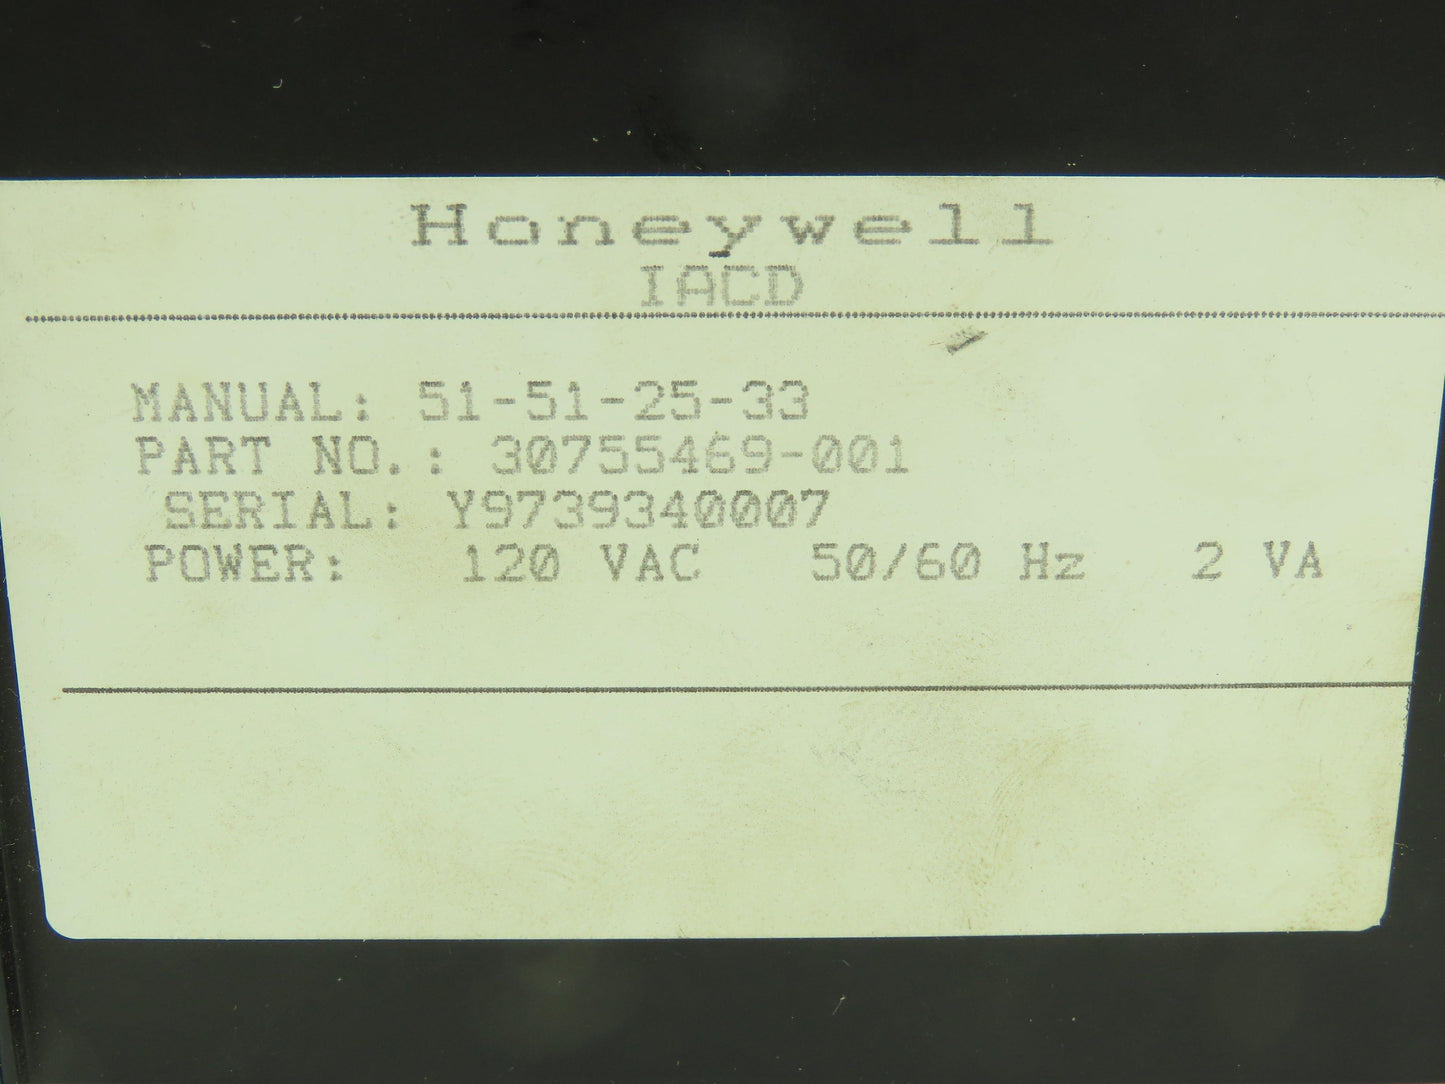 Honeywell
IACD
MANUAL: 51-51-25-33
PART NO.: 30755469-001
SERIAL: Y9739340007
POWER: 120 VAC 50/60 Hz 2 VA